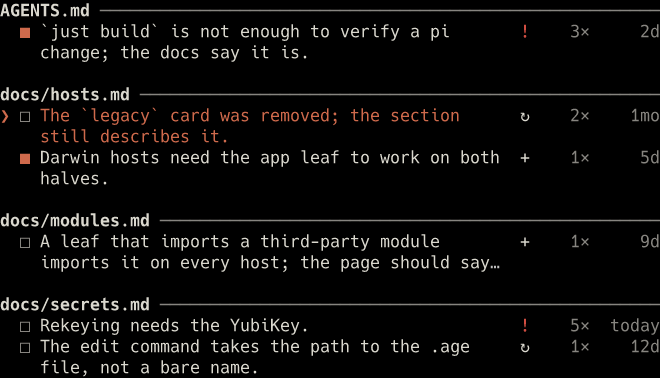 AGENTS.md
■ `just build` is not enough to verify a pi ! 3× 2d
change; the docs say it is.
docs/hosts.md
❯ □ The `legacy` card was removed; the section ↻ 2× 1mo
still describes it.
■ Darwin hosts need the app leaf to work on both + 1× 5d
halves.
docs/modules.md
□ A leaf that imports a third-party module + 1× 9d
imports it on every host; the page should say…
docs/secrets.md
□ Rekeying needs the YubiKey. ! 5× today
□ The edit command takes the path to the .age ↻ 1× 12d
file, not a bare name.